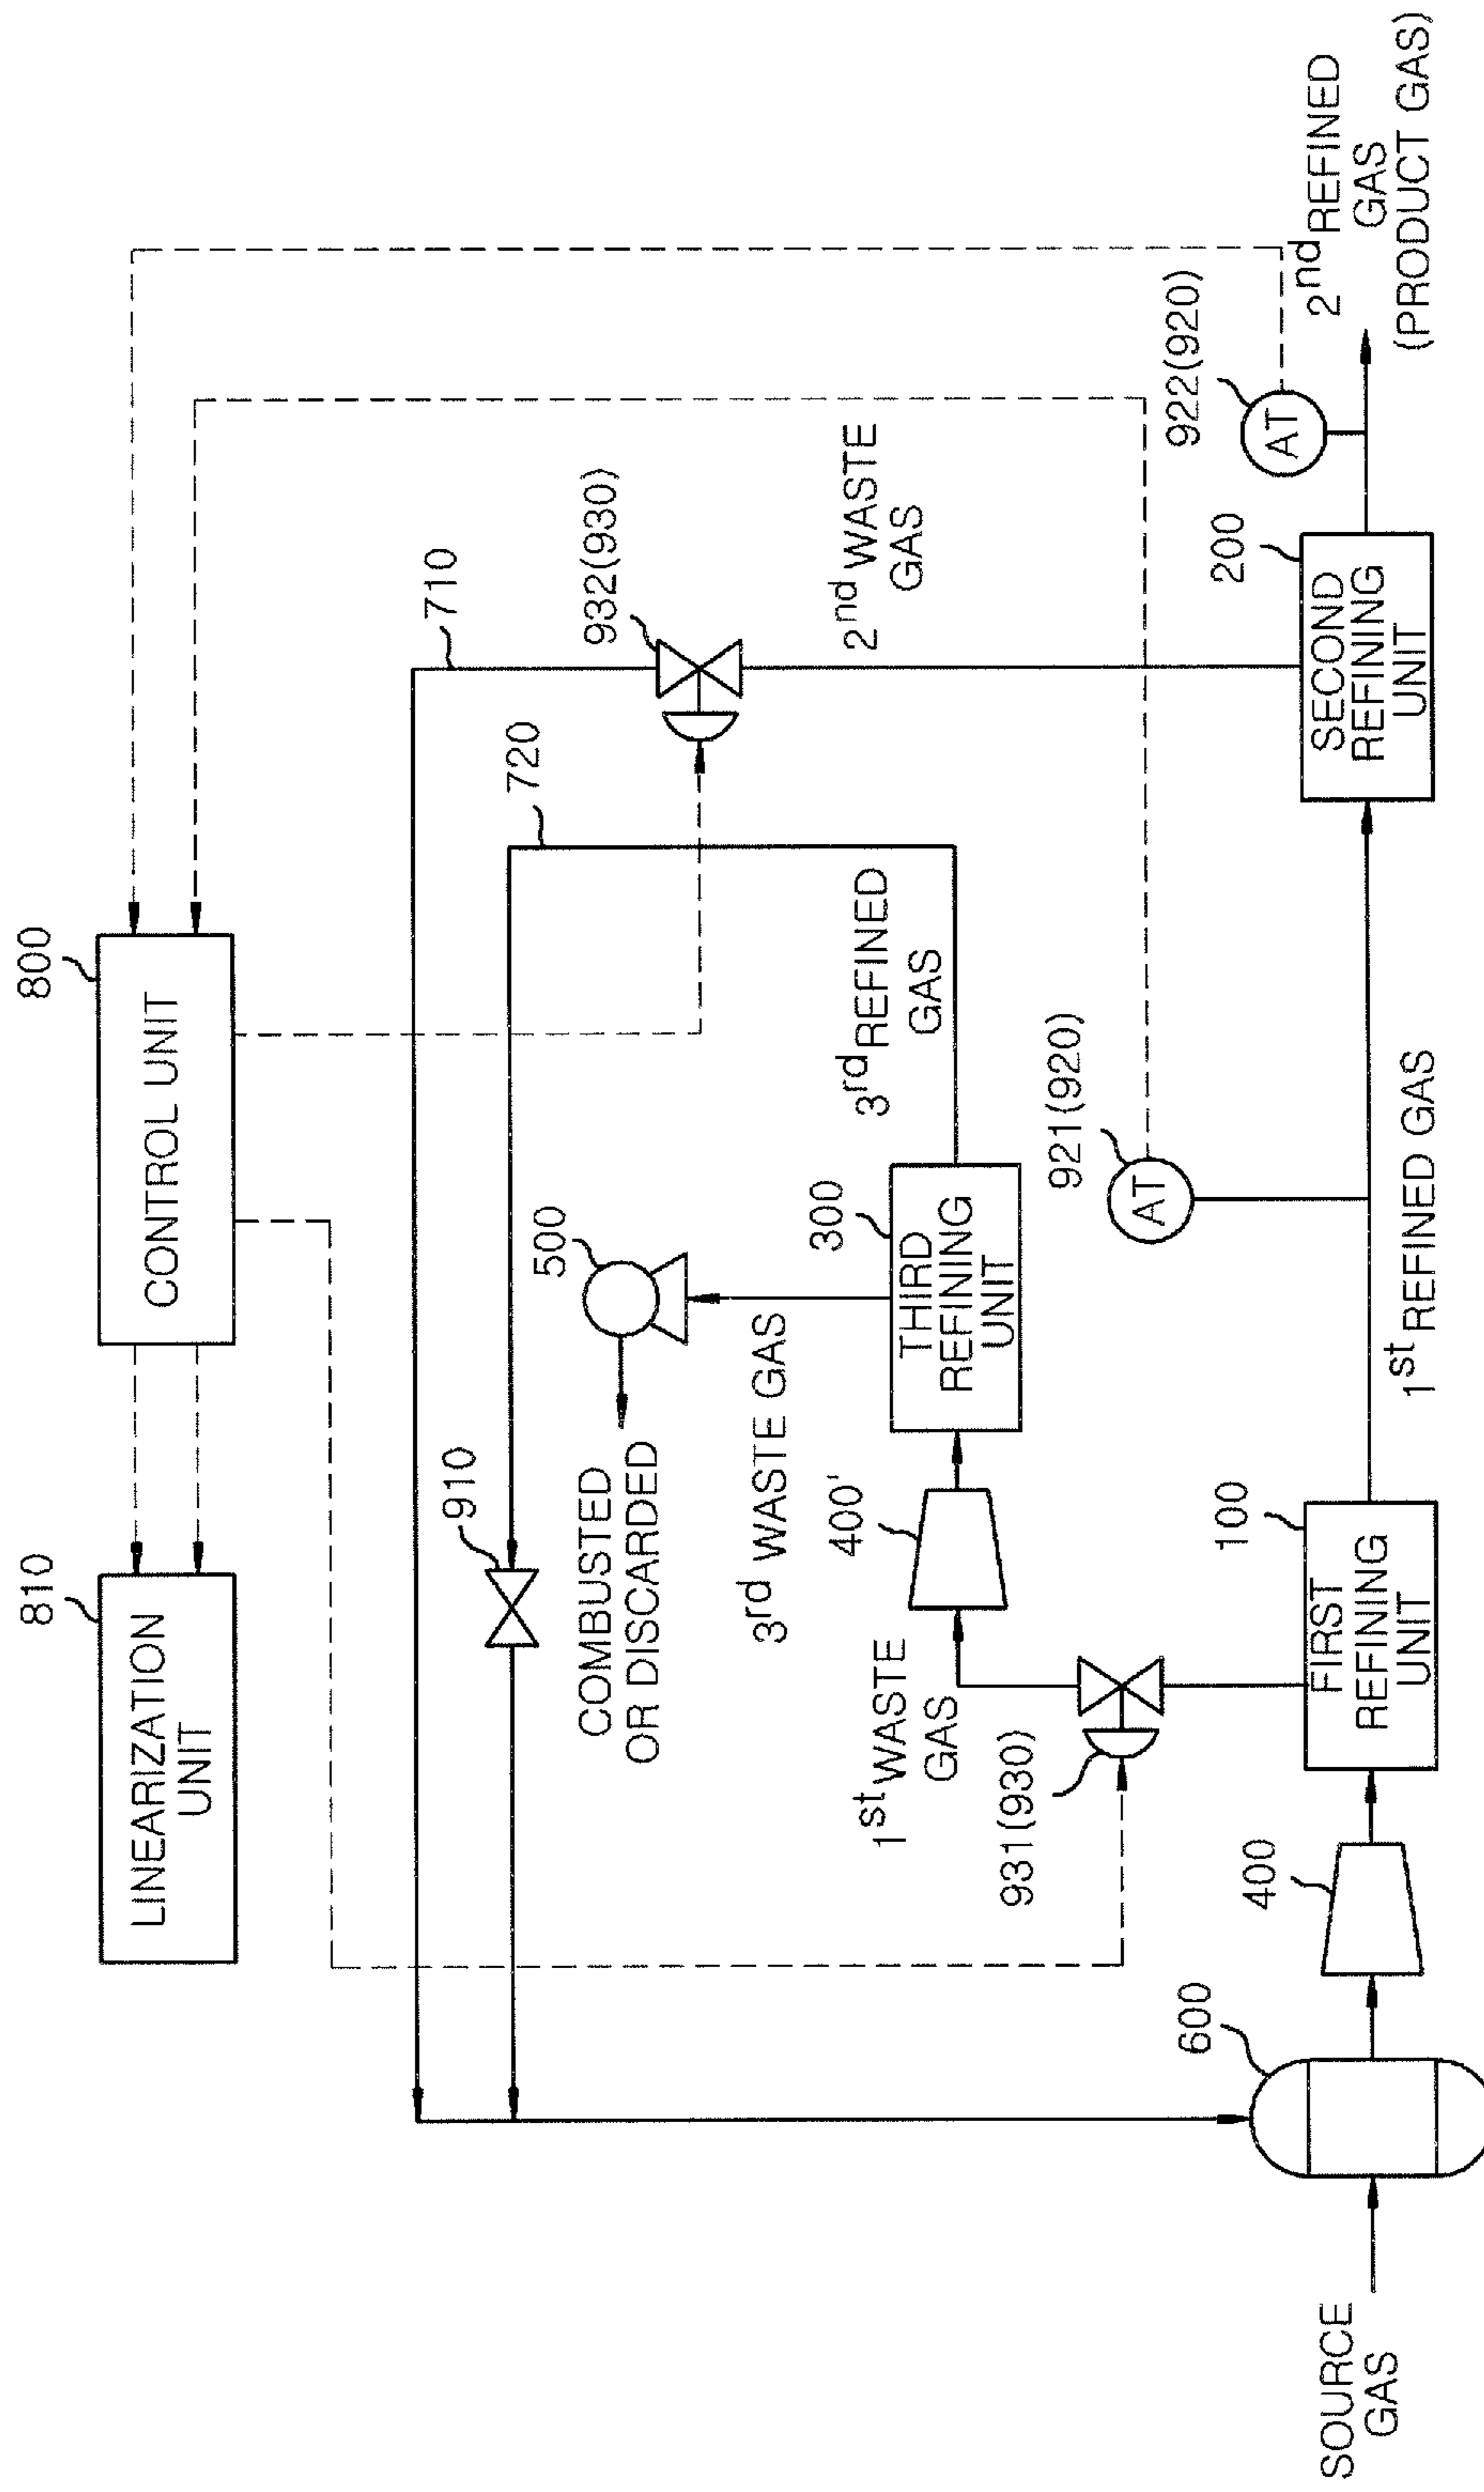 810
LINEARIZATION
UNIT
800
CONTROL UNIT
710
720
910
932(930)
2nd WASTE
GAS
COMBUSTED
OR DISCARDED
500
3rd WASTE GAS
3rd REFINED
GAS
300
THIRD
REFINING
UNIT
400'
1st WASTE
GAS
931(930)
921(920)
AT
922(920)
AT
600
400
100
FIRST
REFINING
UNIT
200
SECOND
REFINING
UNIT
1st REFINED GAS
SOURCE
GAS
2nd REFINED
GAS
(PRODUCT GAS)